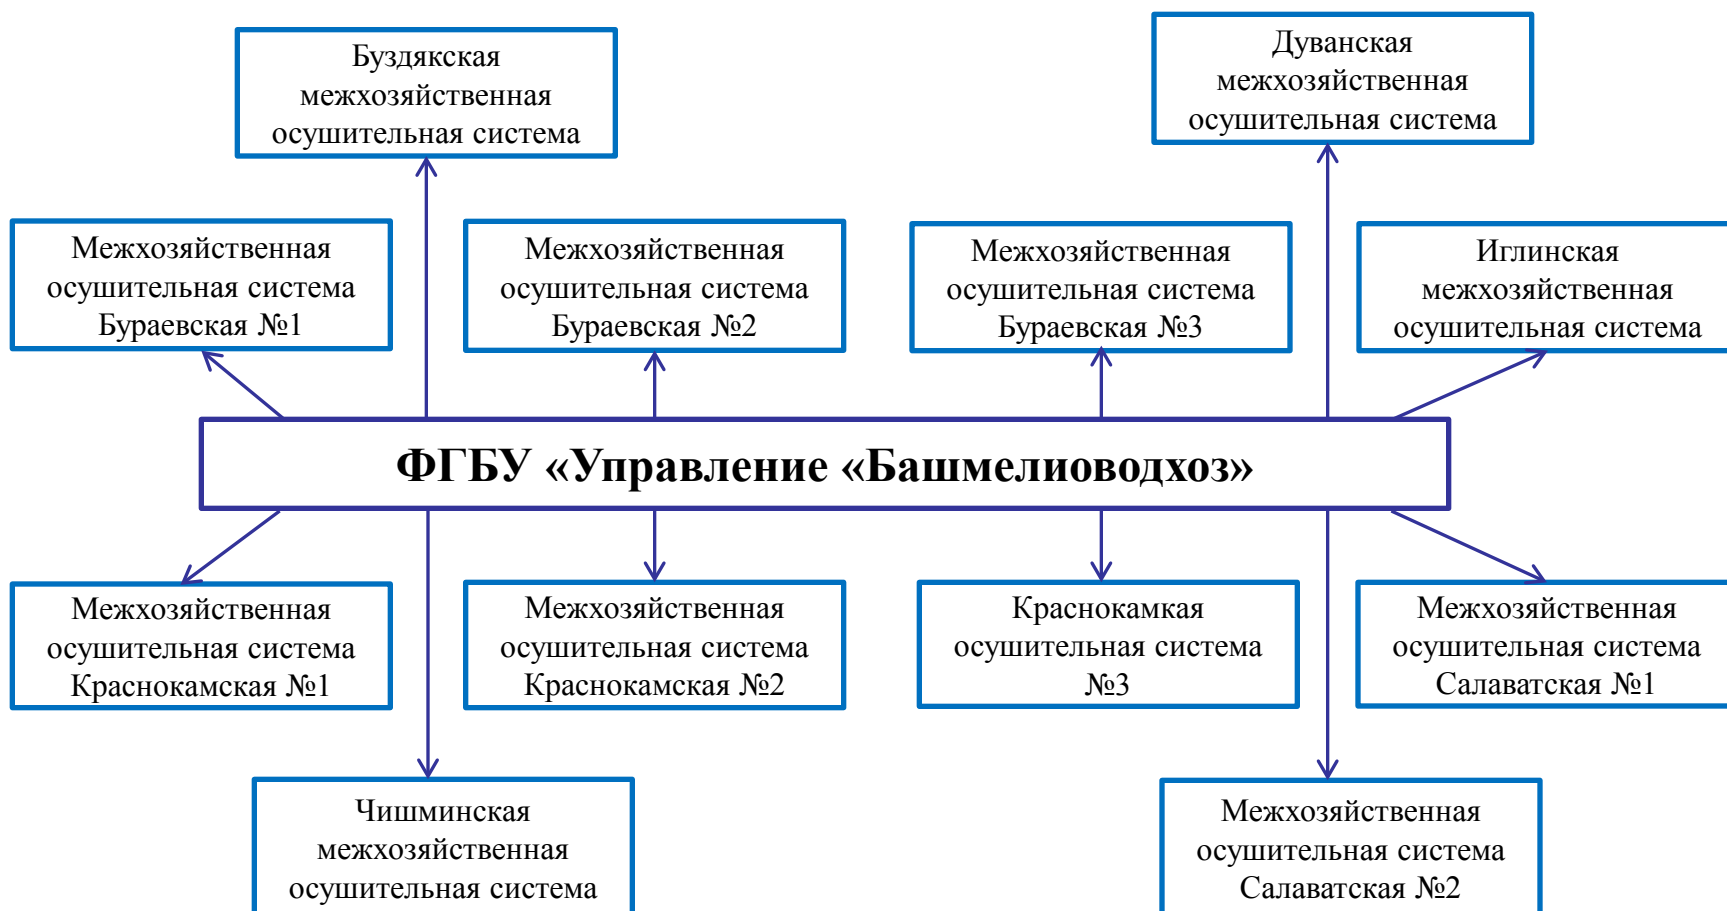 Буздякская
межхозяйственная
осушительная система
Дуванская
межхозяйственная
осушительная система
Межхозяйственная
осушительная система
Бураевская №1
Межхозяйственная
осушительная система
Бураевская №2
Межхозяйственная
осушительная система
Бураевская №3
Иглинская
межхозяйственная
осушительная система
ФГБУ «Управление «Башмелиоводхоз»
Межхозяйственная
осушительная система
Краснокамская №1
Межхозяйственная
осушительная система
Краснокамская №2
Краснокамкая
осушительная система
№3
Межхозяйственная
осушительная система
Салаватская №1
Чишминская
межхозяйственная
осушительная система
Межхозяйственная
осушительная система
Салаватская №2